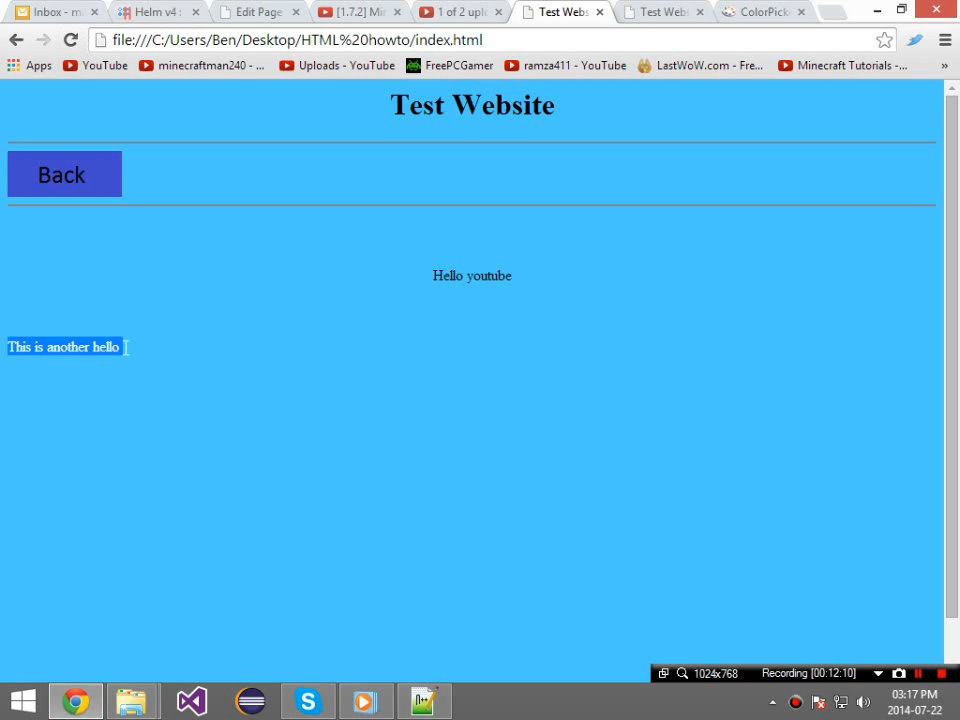 Inbox - m
Helm v4 :
Edit Page
[1.7.2] Mi
1 of 2 uplo
Test Webs
Test Webs
ColorPick
file:///C:/Users/Ben/Desktop/HTML%20howto/index.html
Apps
YouTube
minecraftman240 - ...
Uploads - YouTube
FreePCGamer
ramza411 - YouTube
LastWoW.com - Fre...
Minecraft Tutorials -...
»
Test Website
Back
Hello youtube
This is another hello
1024x768
Recording [00:12:10]
03:17 PM
2014-07-22